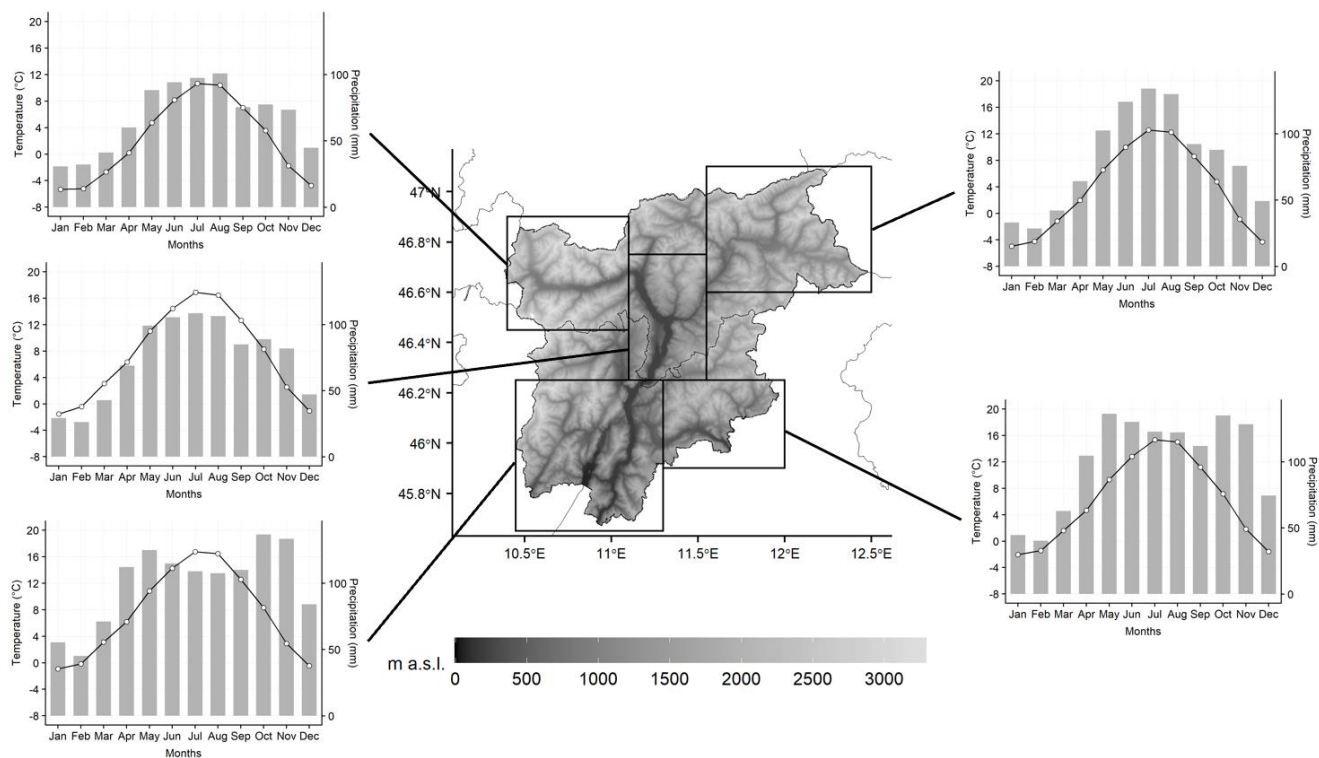 20
16
12
8
4
0
-4
-8
Temperature (°C)
100
50
0
Precipitation (mm)
Jan Feb Mar Apr May Jun Jul Aug Sep Oct Nov Dec
Months
20
16
12
8
4
0
-4
-8
Temperature (°C)
100
50
0
Precipitation (mm)
Jan Feb Mar Apr May Jun Jul Aug Sep Oct Nov Dec
Months
20
16
12
8
4
0
-4
-8
Temperature (°C)
100
50
0
Precipitation (mm)
Jan Feb Mar Apr May Jun Jul Aug Sep Oct Nov Dec
Months
47°N
46.8°N
46.6°N
46.4°N
46.2°N
46°N
45.8°N
10.5°E 11°E 11.5°E 12°E 12.5°E
m a.s.l.
0 500 1000 1500 2000 2500 3000
20
16
12
8
4
0
-4
-8
Temperature (°C)
100
50
0
Precipitation (mm)
Jan Feb Mar Apr May Jun Jul Aug Sep Oct Nov Dec
Months
20
16
12
8
4
0
-4
-8
Temperature (°C)
100
50
0
Precipitation (mm)
Jan Feb Mar Apr May Jun Jul Aug Sep Oct Nov Dec
Months